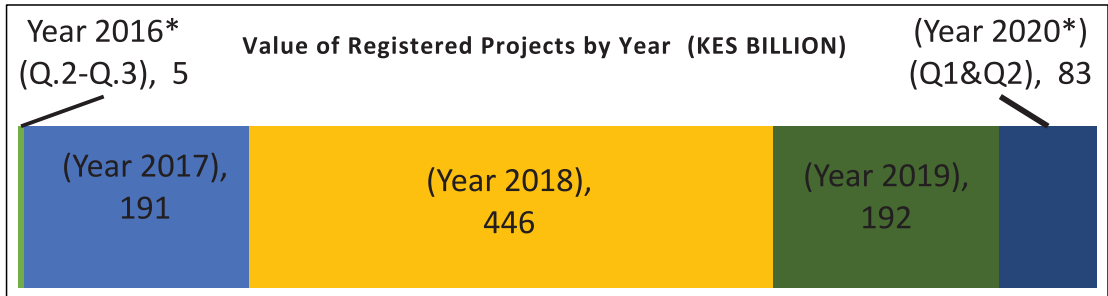 Value of Registered Projects by Year (KES BILLION)
Year 2016*
(Q.2-Q.3), 5
(Year 2017),
191
(Year 2018),
446
(Year 2019),
192
(Year 2020*)
(Q1&Q2), 83